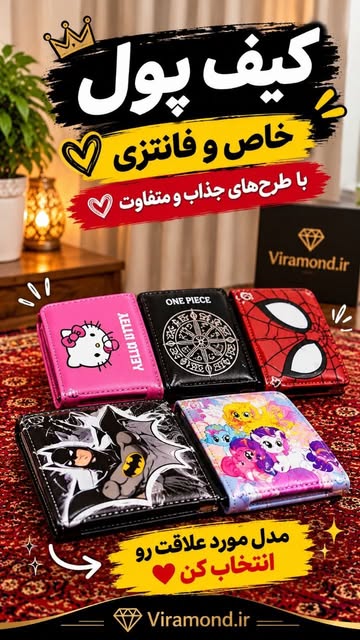 کیف پول
خاص و فانتزی
با طرح‌های جذاب و متفاوت
Viramond.ir
HELLO KITTY
ONE PIECE
مدل مورد علاقت رو
انتخاب کن
Viramond.ir